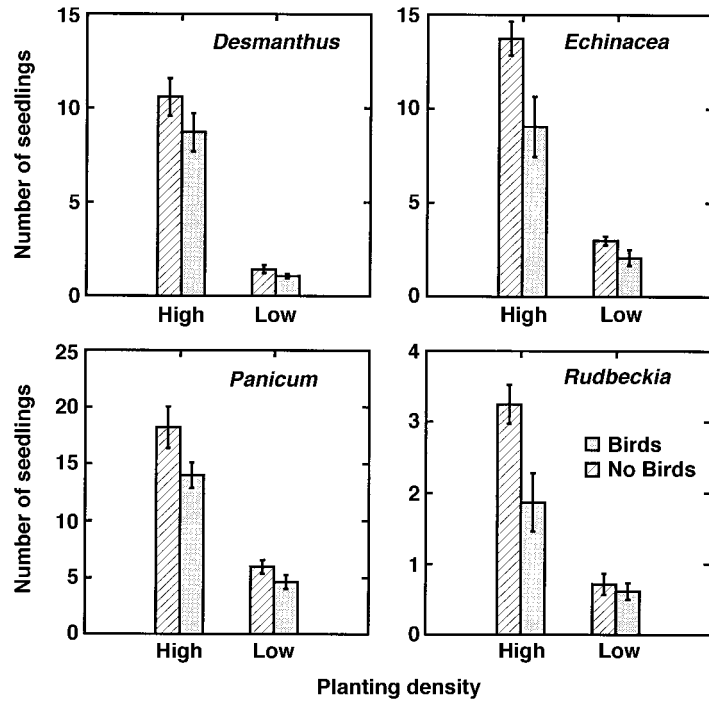 Number of seedlings
15
10
5
0
Desmanthus
High Low
15
10
5
0
Echinacea
High Low
Number of seedlings
25
20
15
10
5
0
Panicum
High Low
4
3
2
1
0
Rudbeckia
Birds
No Birds
High Low
Planting density